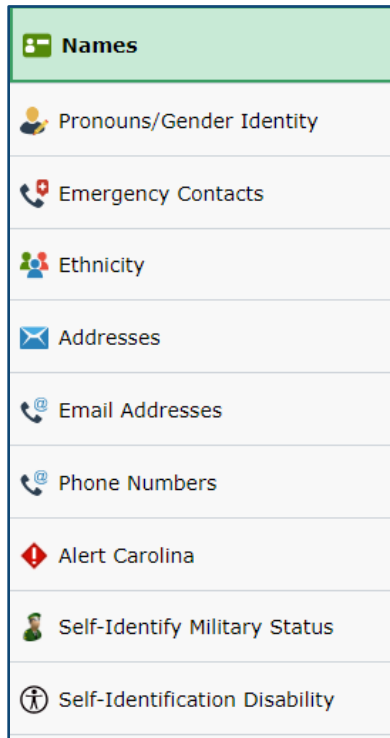 Names
Pronouns/Gender Identity
Emergency Contacts
Ethnicity
Addresses
Email Addresses
Phone Numbers
Alert Carolina
Self-Identify Military Status
Self-Identification Disability